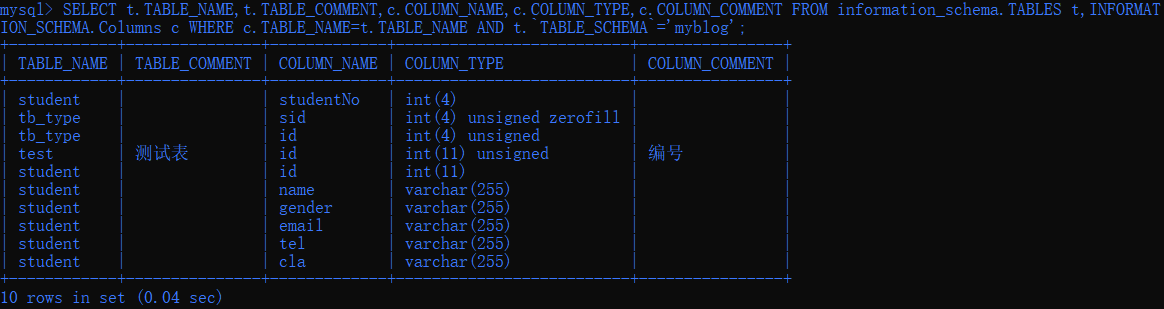 mysql> SELECT t.TABLE_NAME,t.TABLE_COMMENT,c.COLUMN_NAME,c.COLUMN_TYPE,c.COLUMN_COMMENT FROM information_schema.TABLES t,INFORMAT
ION_SCHEMA.Columns c WHERE c.TABLE_NAME=t.TABLE_NAME AND t.`TABLE_SCHEMA`='myblog';
| TABLE_NAME | TABLE_COMMENT | COLUMN_NAME | COLUMN_TYPE | COLUMN_COMMENT |
| student | | studentNo | int(4) | |
| tb_type | | sid | int(4) unsigned zerofill | |
| tb_type | | id | int(4) unsigned | |
| test | 测试表 | id | int(11) unsigned | 编号 |
| student | | id | int(11) | |
| student | | name | varchar(255) | |
| student | | gender | varchar(255) | |
| student | | email | varchar(255) | |
| student | | tel | varchar(255) | |
| student | | cla | varchar(255) | |
10 rows in set (0.04 sec)